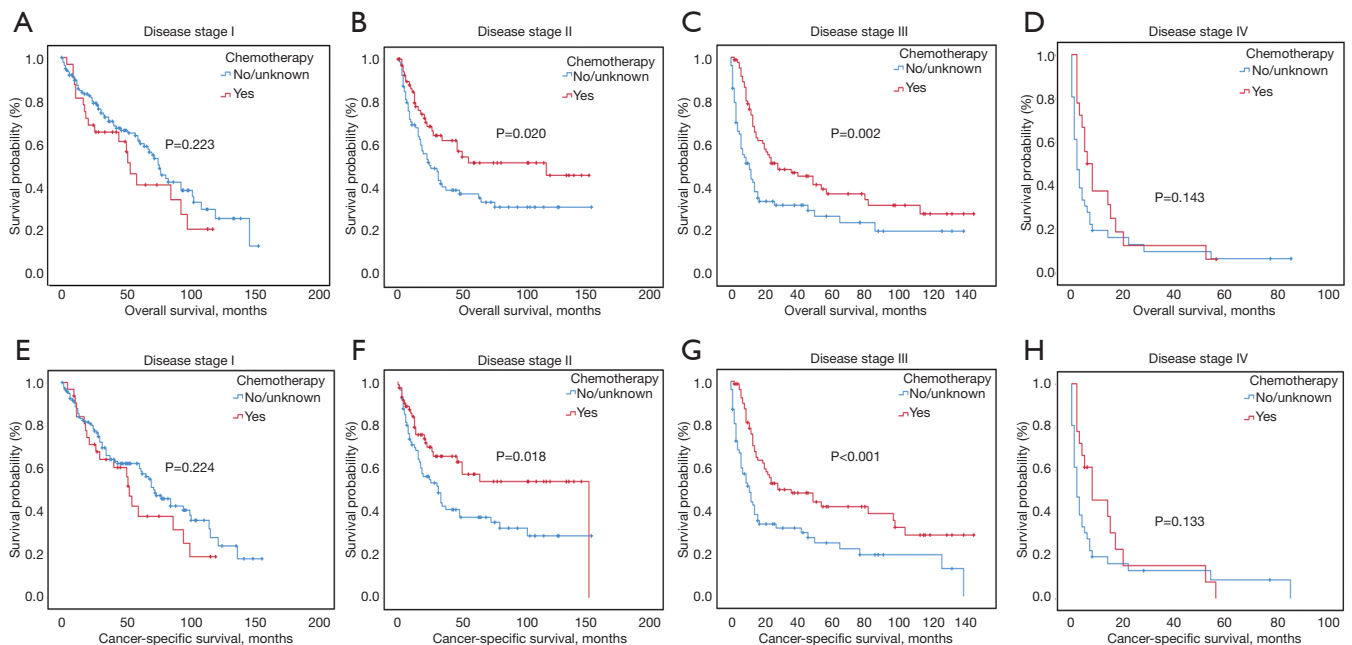 A
Disease stage I
Chemotherapy
No/unknown
Yes
P=0.223
Survival probability (%)
1.0
0.8
0.6
0.4
0.2
0.0
0 50 100 150 200
Overall survival, months
B
Disease stage II
Chemotherapy
No/unknown
Yes
P=0.020
Survival probability (%)
1.0
0.8
0.6
0.4
0.2
0.0
0 50 100 150 200
Overall survival, months
C
Disease stage III
Chemotherapy
No/unknown
Yes
P=0.002
Survival probability (%)
1.0
0.8
0.6
0.4
0.2
0.0
0 20 40 60 80 100 120 140
Overall survival, months
D
Disease stage IV
Chemotherapy
No/unknown
Yes
P=0.143
Survival probability (%)
1.0
0.8
0.6
0.4
0.2
0.0
0 20 40 60 80 100
Overall survival, months
E
Disease stage I
Chemotherapy
No/unknown
Yes
P=0.224
Survival probability (%)
1.0
0.8
0.6
0.4
0.2
0.0
0 50 100 150 200
Cancer-specific survival, months
F
Disease stage II
Chemotherapy
No/unknown
Yes
P=0.018
Survival probability (%)
1.0
0.8
0.6
0.4
0.2
0.0
0 50 100 150 200
Cancer-specific survival, months
G
Disease stage III
Chemotherapy
No/unknown
Yes
P<0.001
Survival probability (%)
1.0
0.8
0.6
0.4
0.2
0.0
0 20 40 60 80 100 120 140
Cancer-specific survival, months
H
Disease stage IV
Chemotherapy
No/unknown
Yes
P=0.133
Survival probability (%)
1.0
0.8
0.6
0.4
0.2
0.0
0 20 40 60 80 100
Cancer-specific survival, months